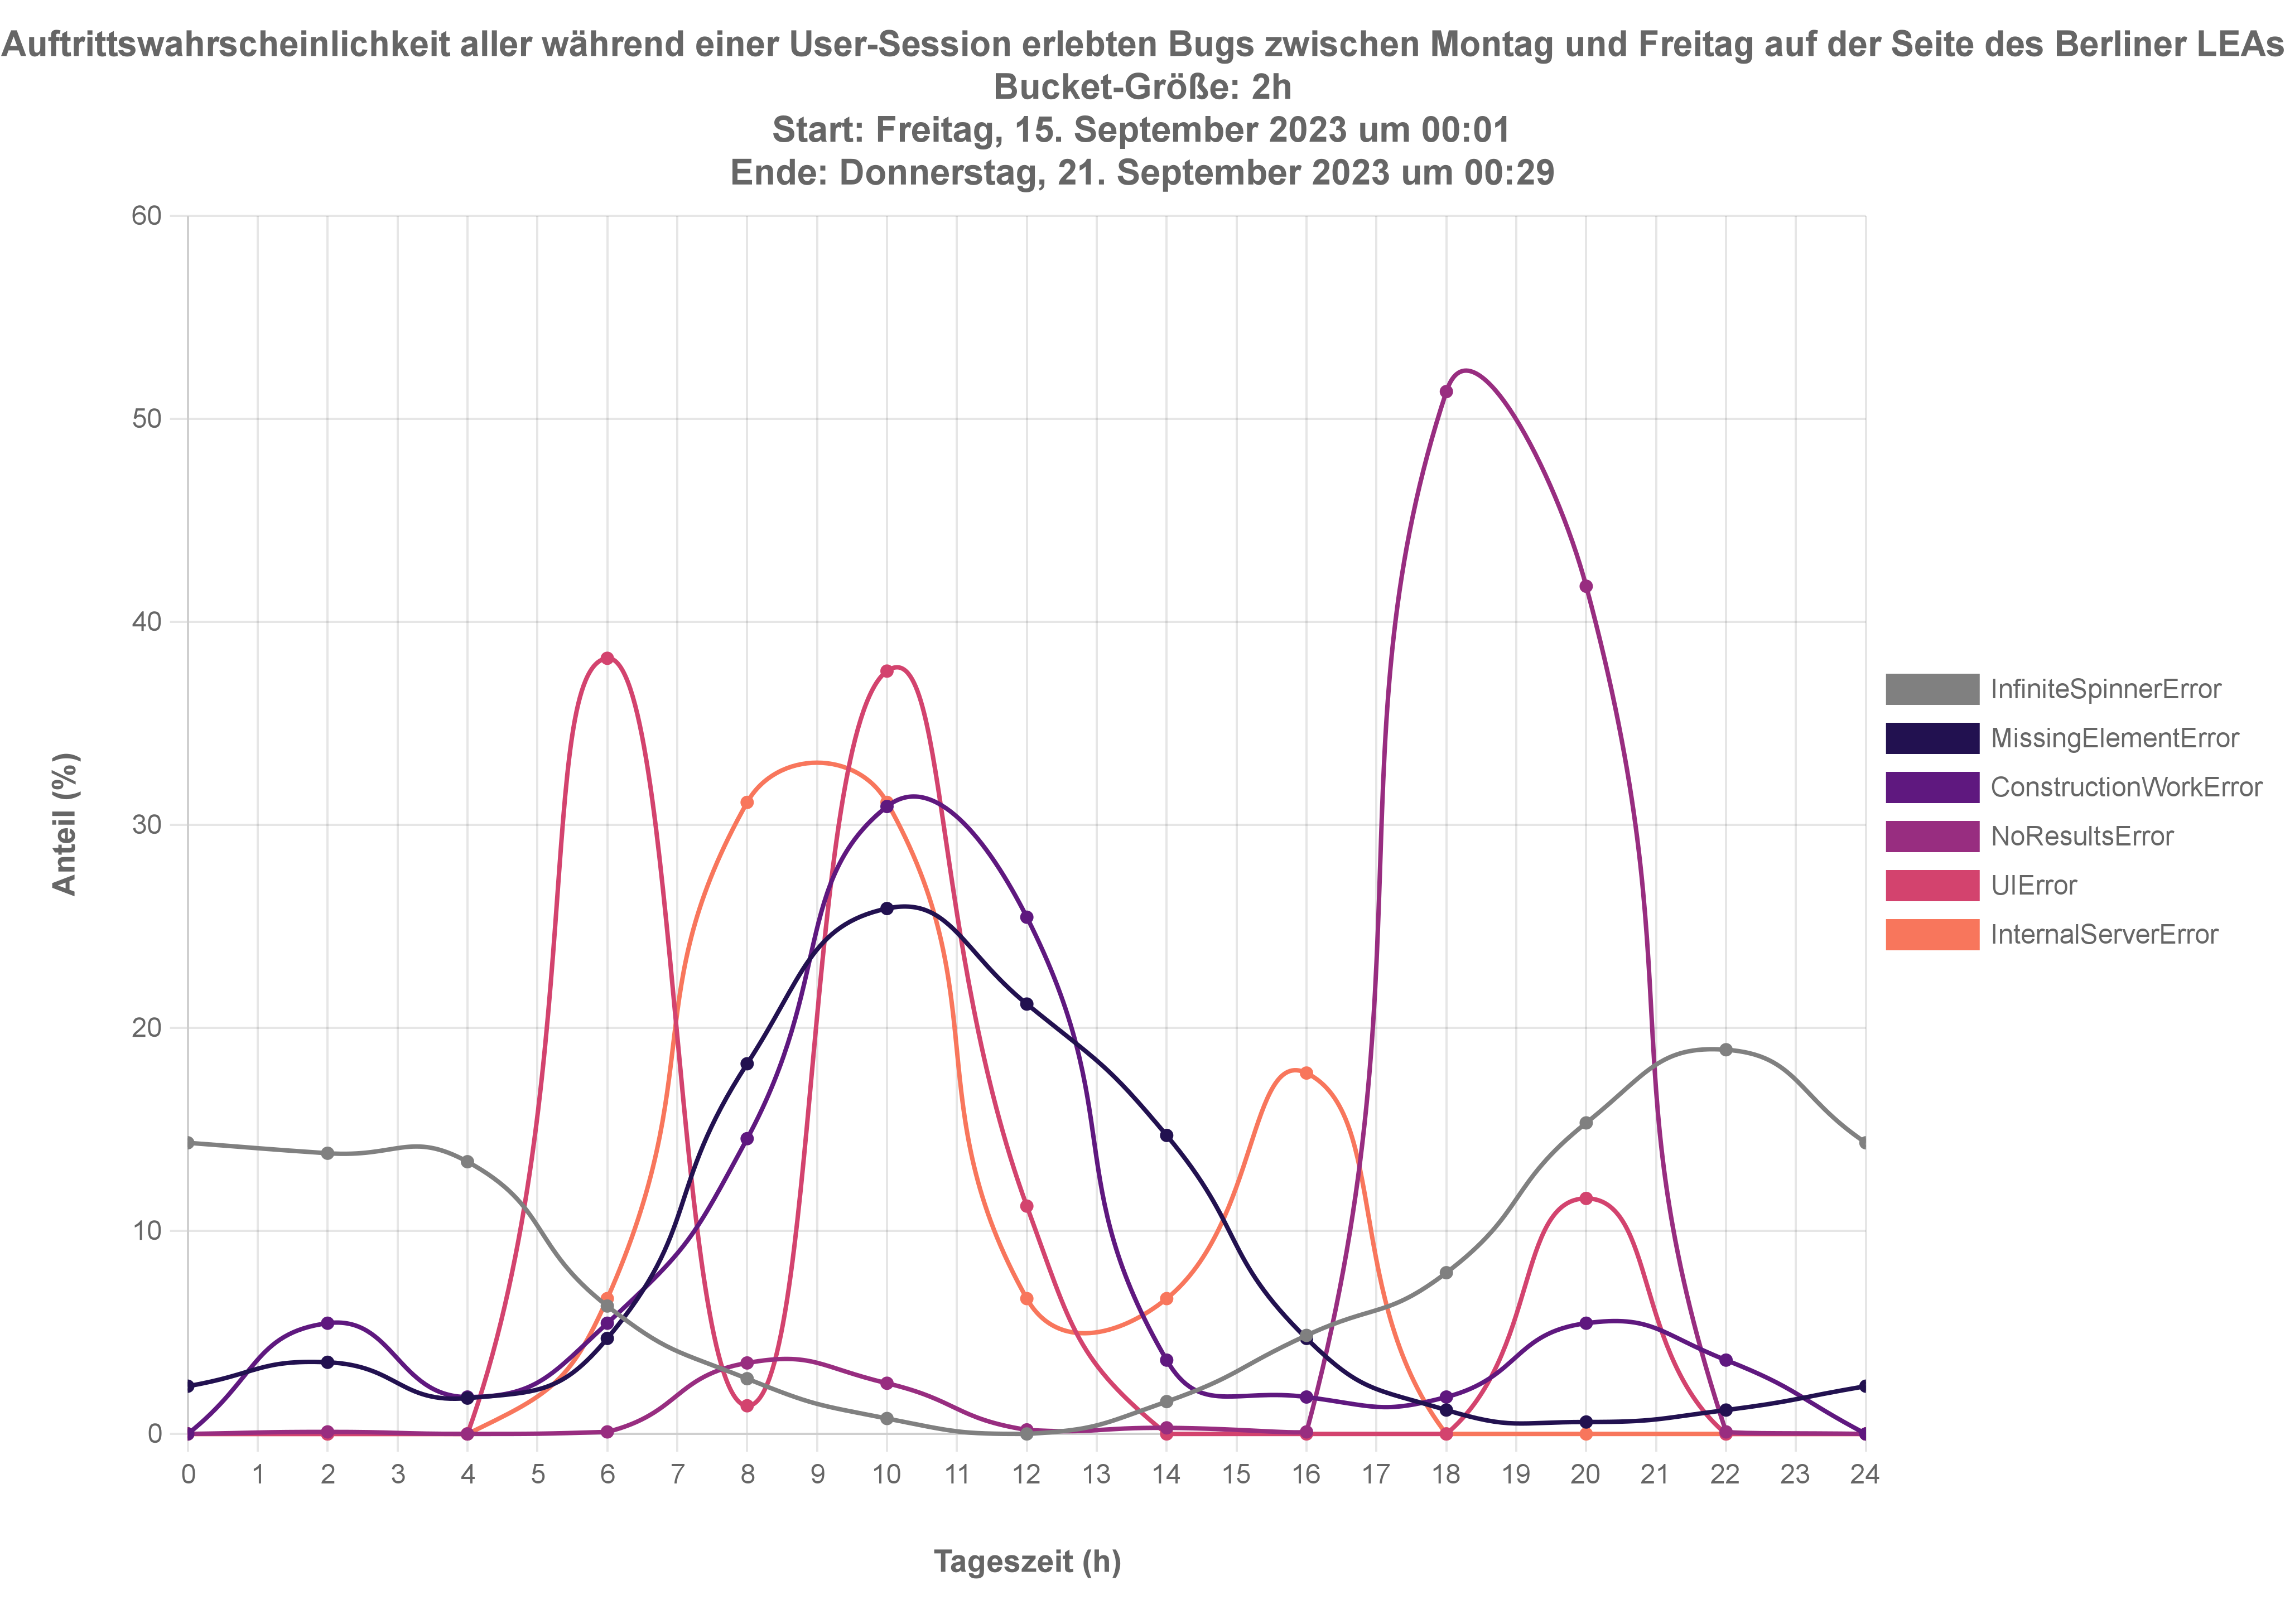 Auftrittswahrscheinlichkeit aller während einer User-Session erlebten Bugs zwischen Montag und Freitag auf der Seite des Berliner LEAs
Bucket-Größe: 2h
Start: Freitag, 15. September 2023 um 00:01
Ende: Donnerstag, 21. September 2023 um 00:29
60
50
40
30
20
10
0
Anteil (%)
0 1 2 3 4 5 6 7 8 9 10 11 12 13 14 15 16 17 18 19 20 21 22 23 24
Tageszeit (h)
InfiniteSpinnerError
MissingElementError
ConstructionWorkError
NoResultsError
UIError
InternalServerError